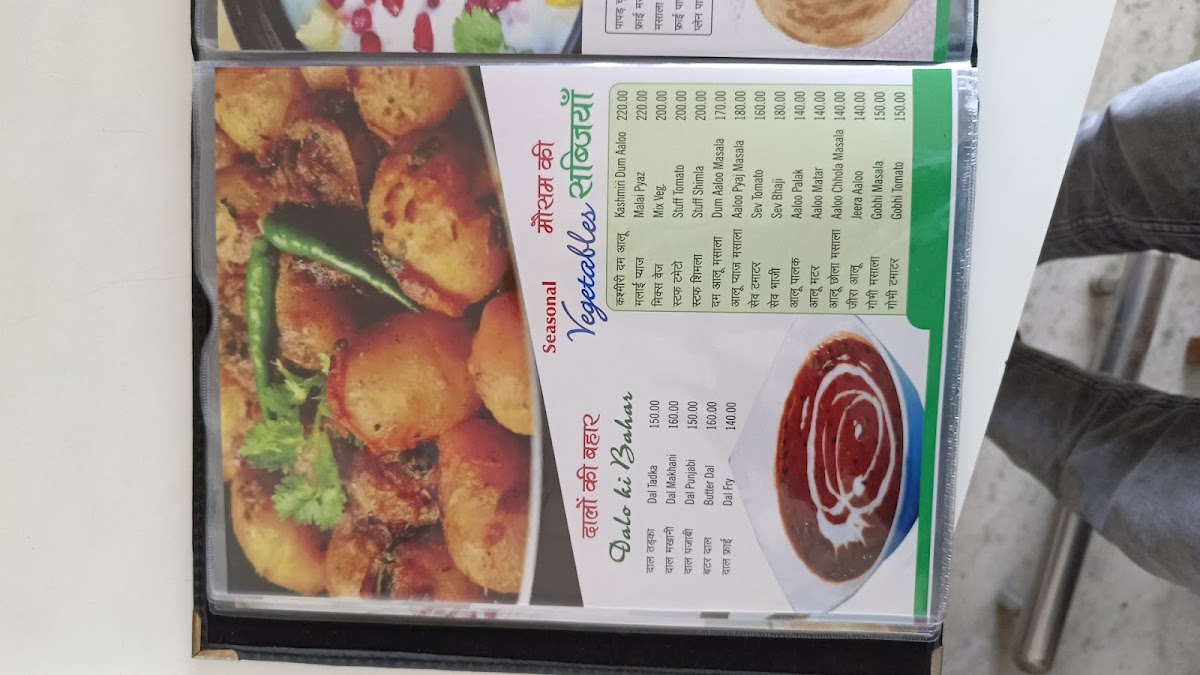 दालों की बहार
Dalo ki Bahar
दाल तड़का Dal Tadka 150.00
दाल मखानी Dal Makhani 160.00
दाल पंजाबी Dal Punjabi 150.00
बटर दाल Butter Dal 160.00
दाल फ्राई Dal Fry 140.00
Seasonal मौसम की
Vegetables सब्जियाँ
कश्मीरी दम आलू Kashmiri Dum Aaloo 220.00
मलाई प्याज Malai Pyaz 220.00
मिक्स वेज Mix Veg. 200.00
स्टफ टमेटो Stuff Tomato 200.00
स्टफ शिमला Stuff Shimla 200.00
दम आलू मसाला Dum Aaloo Masala 170.00
आलू प्याज मसाला Aaloo Pyaj Masala 180.00
सेव टमाटर Sev Tomato 160.00
सेव भाजी Sev Bhaji 180.00
आलू पालक Aaloo Palak 140.00
आलू मटर Aaloo Matar 140.00
आलू छोला मसाला Aaloo Chhola Masala 140.00
जीरा आलू Jeera Aaloo 140.00
गोभी मसाला Gobhi Masala 150.00
गोभी टमाटर Gobhi Tomato 150.00
पापड़
फ्राई
मसाला
फ्राई
प्लेन